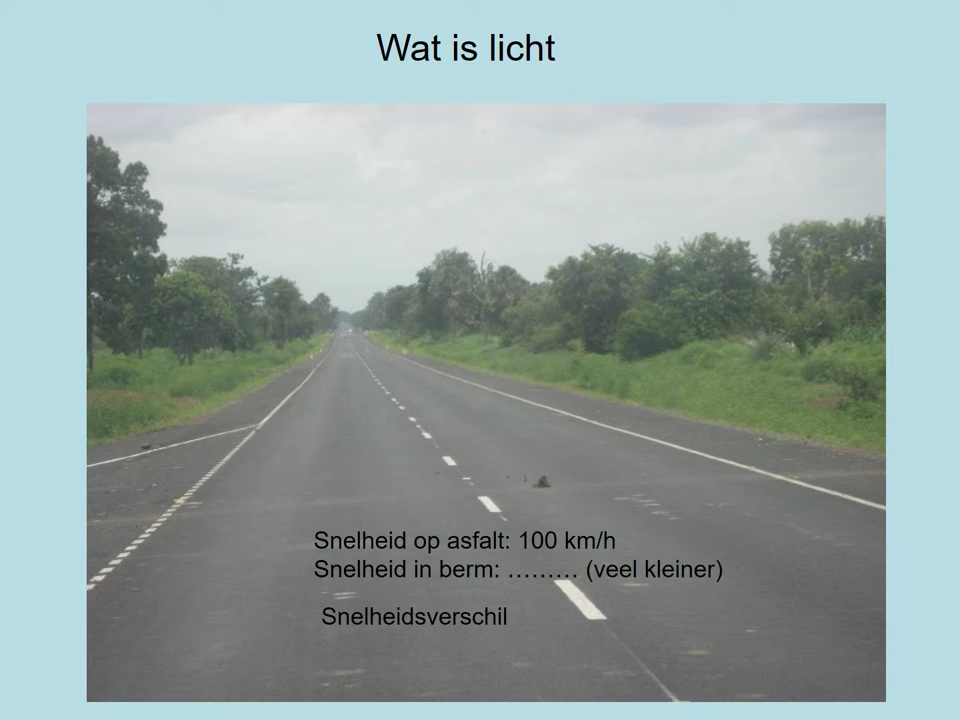 Wat is licht
Snelheid op asfalt: 100 km/h
Snelheid in berm: ……… (veel kleiner)
Snelheidsverschil